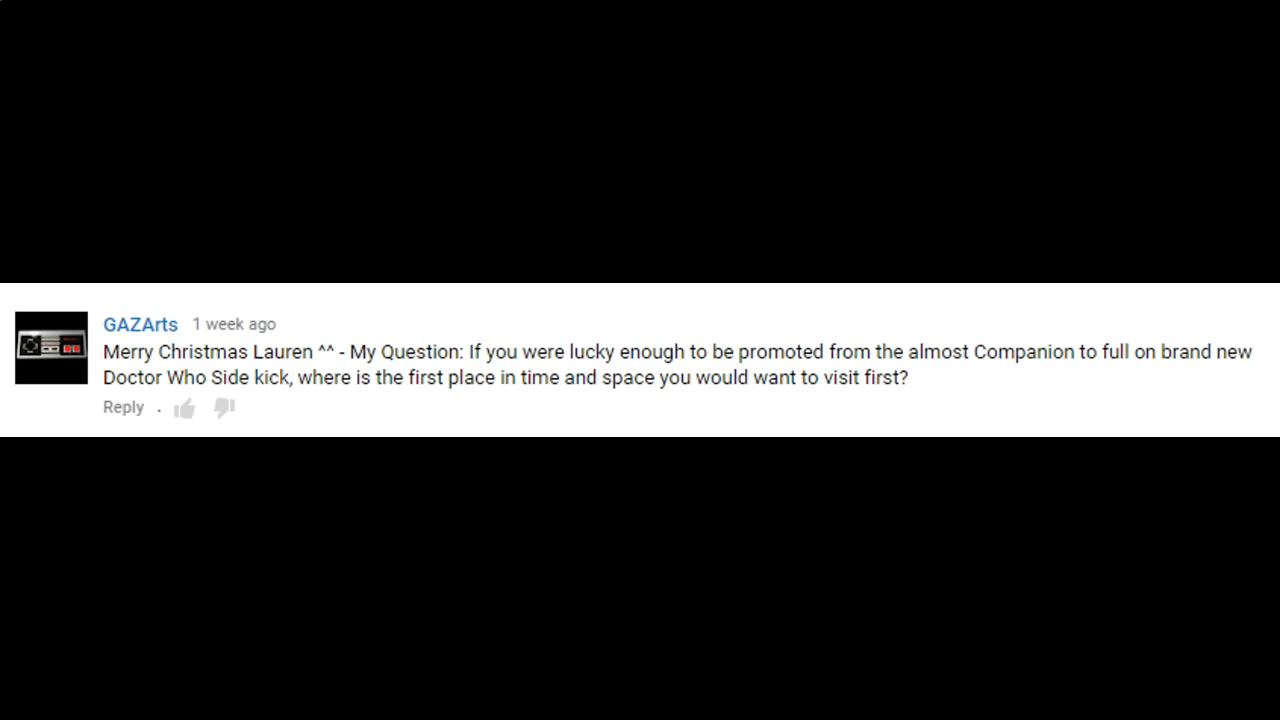 GAZArts 1 week ago
Merry Christmas Lauren ^^ - My Question: If you were lucky enough to be promoted from the almost Companion to full on brand new
Doctor Who Side kick, where is the first place in time and space you would want to visit first?
Reply .